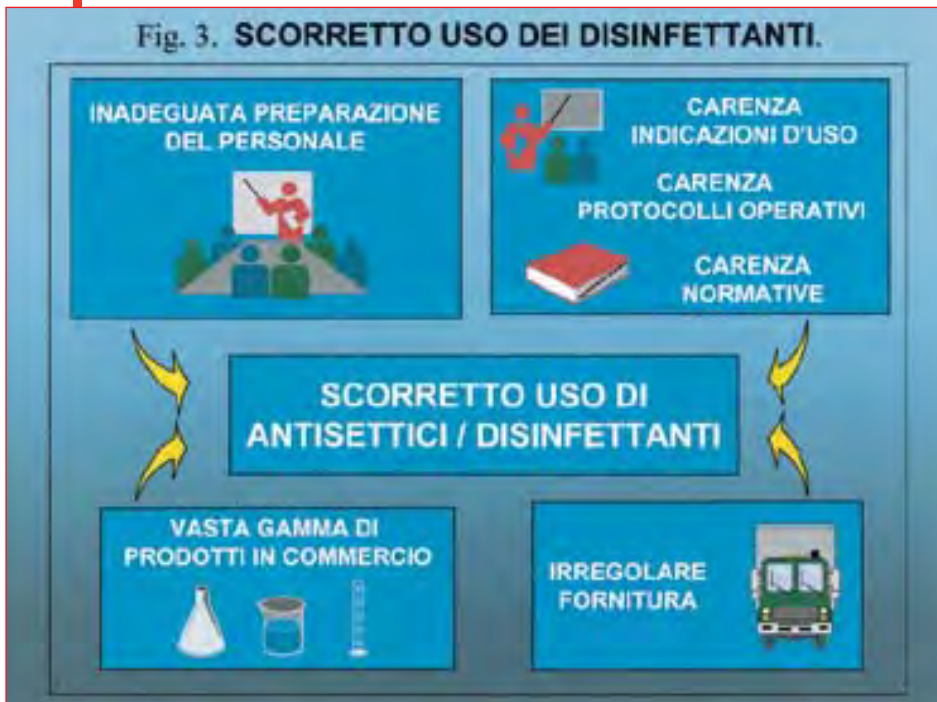 Fig. 3. SCORRETTO USO DEI DISINFETTANTI.
INADEGUATA PREPARAZIONE
DEL PERSONALE
CARENZA
INDICAZIONI D'USO
CARENZA
PROTOCOLLI OPERATIVI
CARENZA
NORMATIVE
SCORRETTO USO DI
ANTISETTICI / DISINFETTANTI
VASTA GAMMA DI
PRODOTTI IN COMMERCIO
IRREGOLARE
FORNITURA